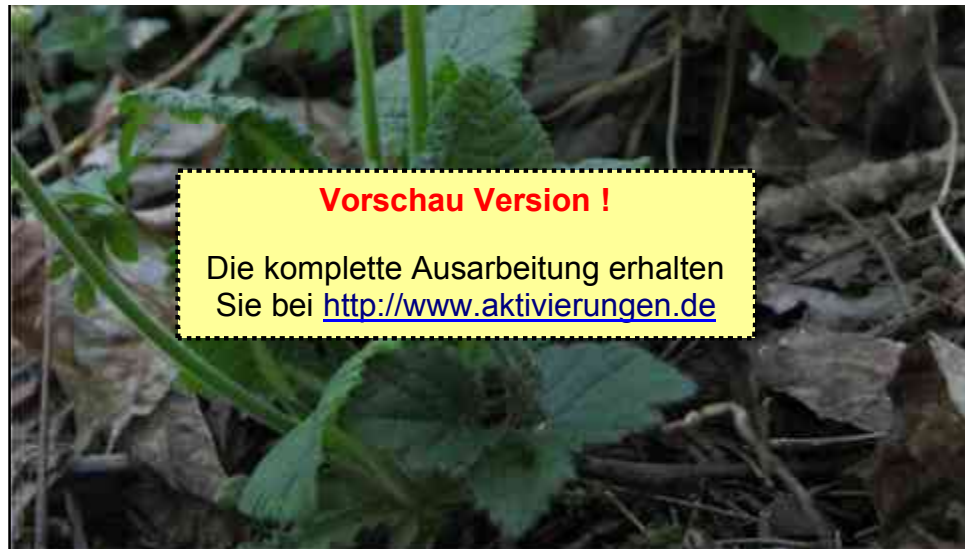 Vorschau Version !
Die komplette Ausarbeitung erhalten
Sie bei http://www.aktivierungen.de